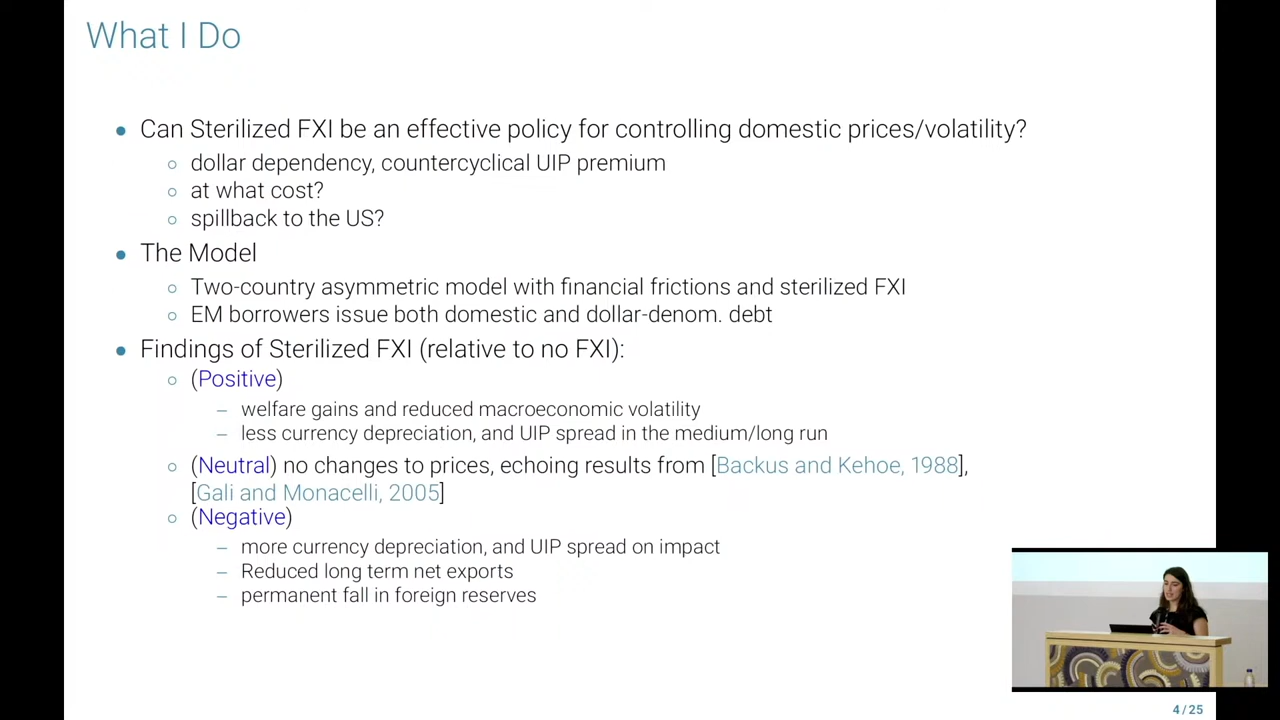 What I Do
• Can Sterilized FXI be an effective policy for controlling domestic prices/volatility?
◦ dollar dependency, countercyclical UIP premium
◦ at what cost?
◦ spillback to the US?
• The Model
◦ Two-country asymmetric model with financial frictions and sterilized FXI
◦ EM borrowers issue both domestic and dollar-denom. debt
• Findings of Sterilized FXI (relative to no FXI):
◦ (Positive)
– welfare gains and reduced macroeconomic volatility
– less currency depreciation, and UIP spread in the medium/long run
◦ (Neutral) no changes to prices, echoing results from [Backus and Kehoe, 1988],
[Gali and Monacelli, 2005]
◦ (Negative)
– more currency depreciation, and UIP spread on impact
– Reduced long term net exports
– permanent fall in foreign reserves
4 / 25